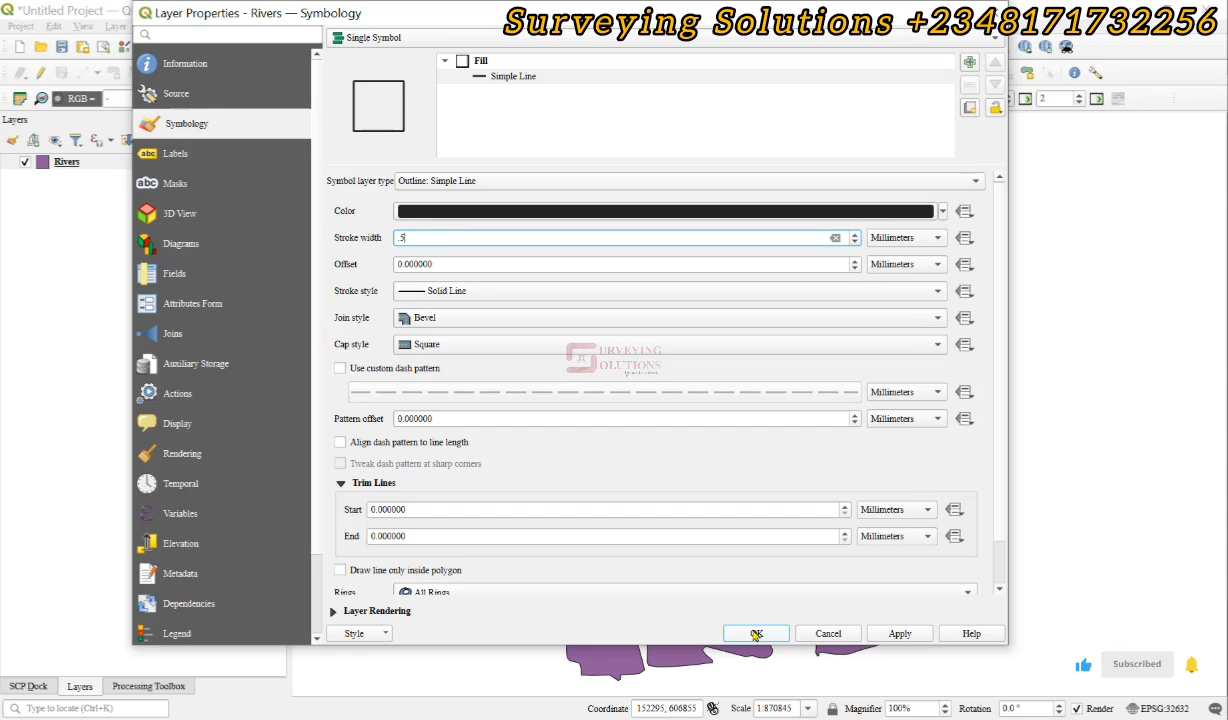 *Untitled Project — Q
Layer Properties - Rivers — Symbology
Surveying Solutions +2348171732256
Project Edit View Layer
Single Symbol
Information
Source
Symbology
Labels
Masks
3D View
Diagrams
Fields
Attributes Form
Joins
Auxiliary Storage
Actions
Display
Rendering
Temporal
Variables
Elevation
Metadata
Dependencies
Legend
RGB
2
Layers
Rivers
Fill
Simple Line
Symbol layer type Outline: Simple Line
Color
Stroke width .5 Millimeters
Offset 0.000000 Millimeters
Stroke style Solid Line
Join style Bevel
Cap style Square
SURVEYING
SOLUTIONS
Use custom dash pattern
Millimeters
Pattern offset 0.000000 Millimeters
Align dash pattern to line length
Tweak dash pattern at sharp corners
Trim Lines
Start 0.000000 Millimeters
End 0.000000 Millimeters
Draw line only inside polygon
Rings All Rings
Layer Rendering
Style OK Cancel Apply Help
Subscribed
SCP Dock Layers Processing Toolbox
Type to locate (Ctrl+K) Coordinate 152295, 606855 Scale 1:870845 Magnifier 100% Rotation 0.0 ° Render EPSG:32632